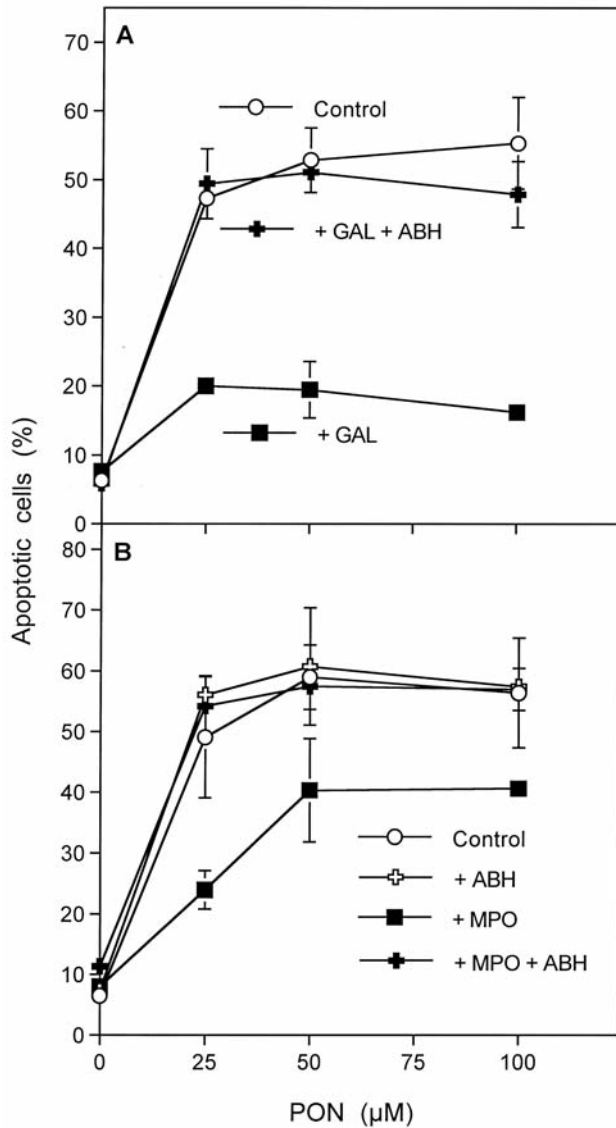 A
Apoptotic cells (%)
70
60
50
40
30
20
10
0
Control
+ GAL + ABH
+ GAL
B
80
70
60
50
40
30
20
10
0
Control
+ ABH
+ MPO
+ MPO + ABH
0 25 50 75 100
PON (µM)